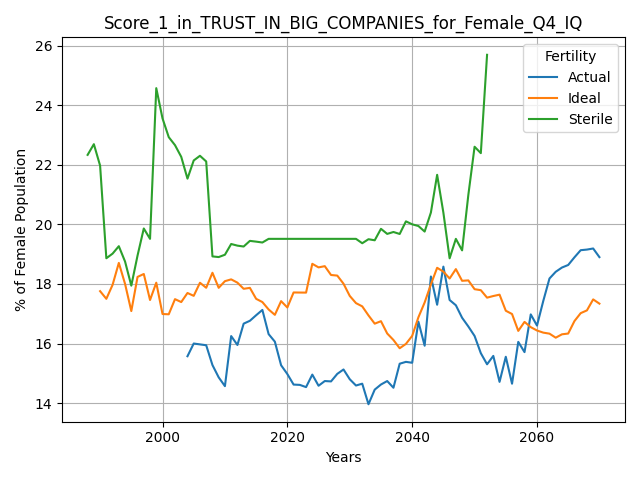 Score_1_in_TRUST_IN_BIG_COMPANIES_for_Female_Q4_IQ
% of Female Population
26
24
22
20
18
16
14
Fertility
Actual
Ideal
Sterile
2000
2020
2040
2060
Years